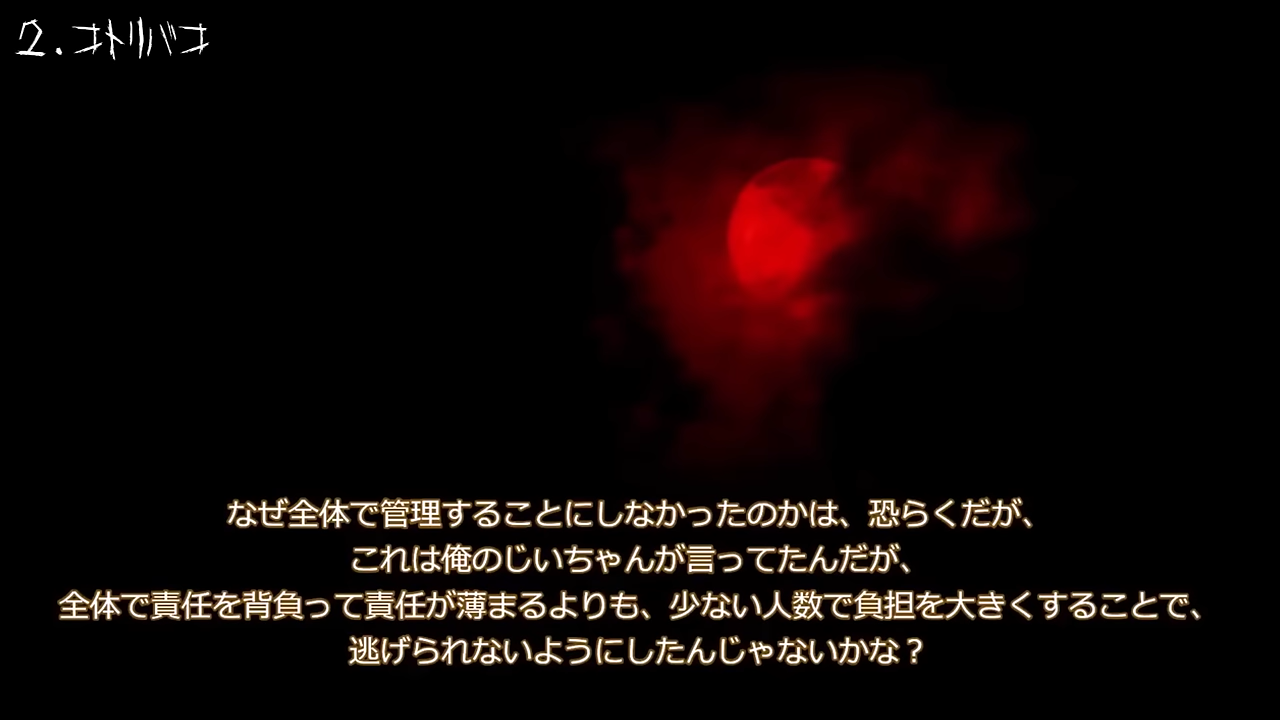 2.コトリバコ
なぜ全体で管理することにしなかったのかは、恐らくだが、
これは俺のじいちゃんが言ってたんだが、
全体で責任を背負って責任が薄まるよりも、少ない人数で負担を大きくすることで、
逃げられないようにしたんじゃないかな？